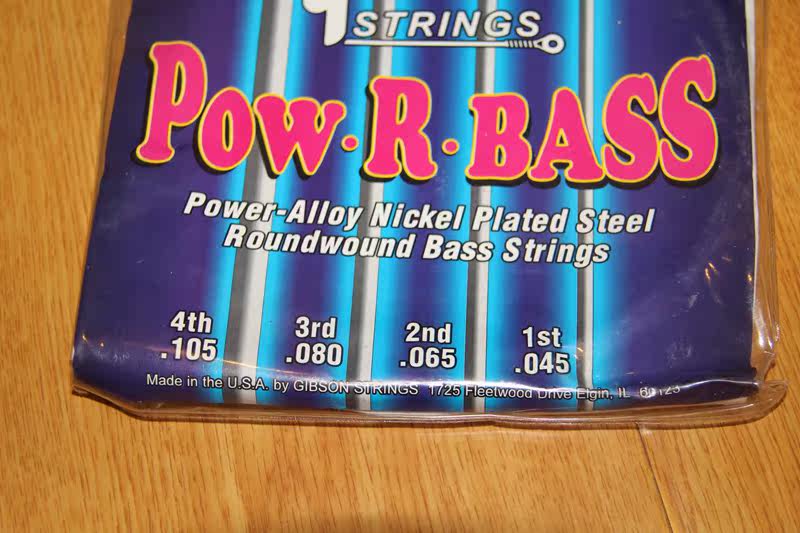 STRINGS
POW·R·BASS
Power-Alloy Nickel Plated Steel
Roundwound Bass Strings
4th 3rd 2nd 1st
.105 .080 .065 .045
Made in the U.S.A. by GIBSON STRINGS 1725 Fleetwood Drive Elgin, IL 60123